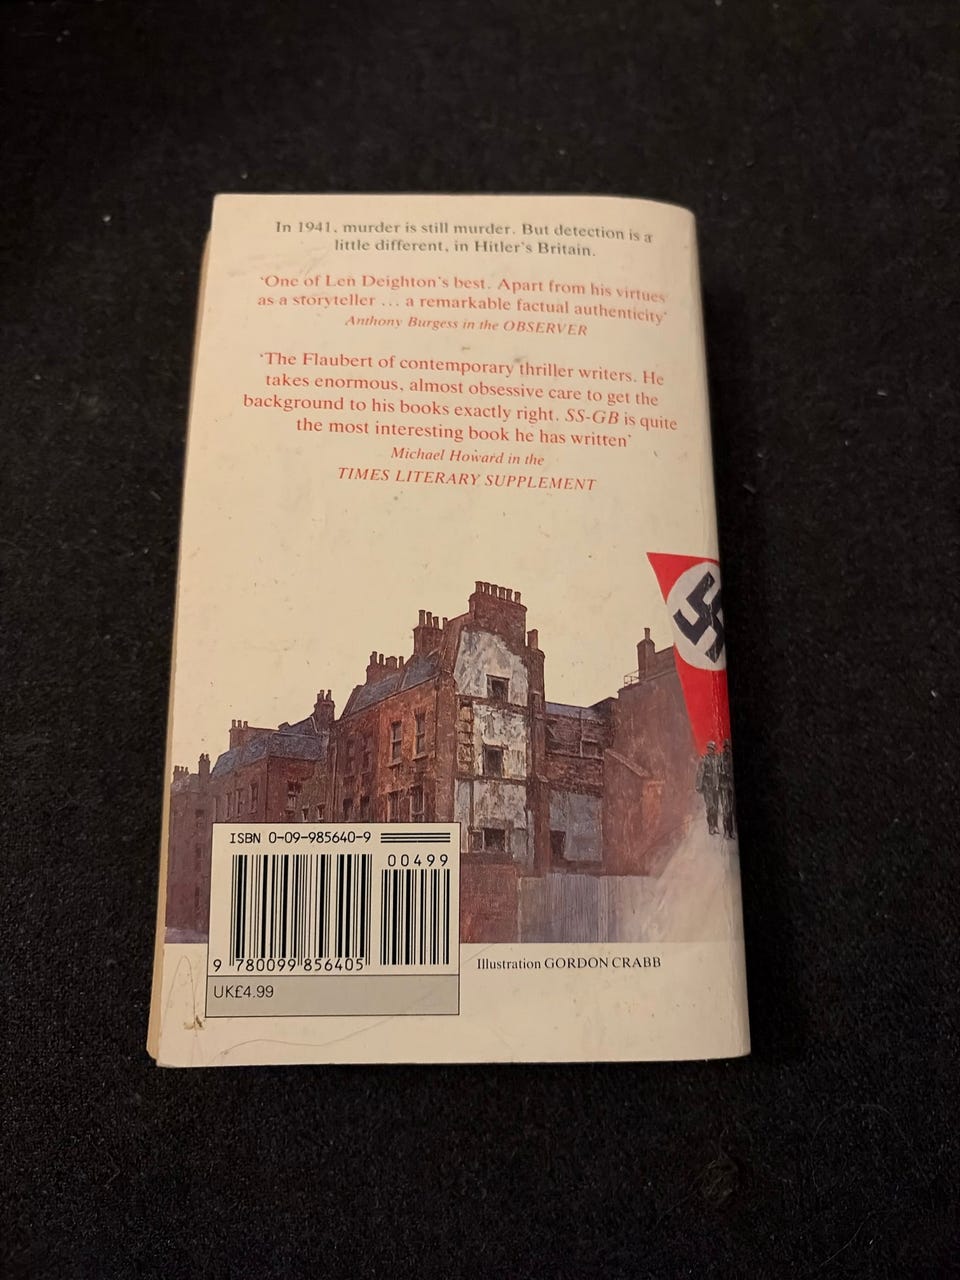 In 1941, murder is still murder. But detection is a
little different, in Hitler's Britain.
'One of Len Deighton's best. Apart from his virtues
as a storyteller ... a remarkable factual authenticity'
Anthony Burgess in the OBSERVER
'The Flaubert of contemporary thriller writers. He
takes enormous, almost obsessive care to get the
background to his books exactly right. SS-GB is quite
the most interesting book he has written'
Michael Howard in the
TIMES LITERARY SUPPLEMENT
ISBN 0-09-985640-9
00499
9 780099 856405
UK£4.99
Illustration GORDON CRABB